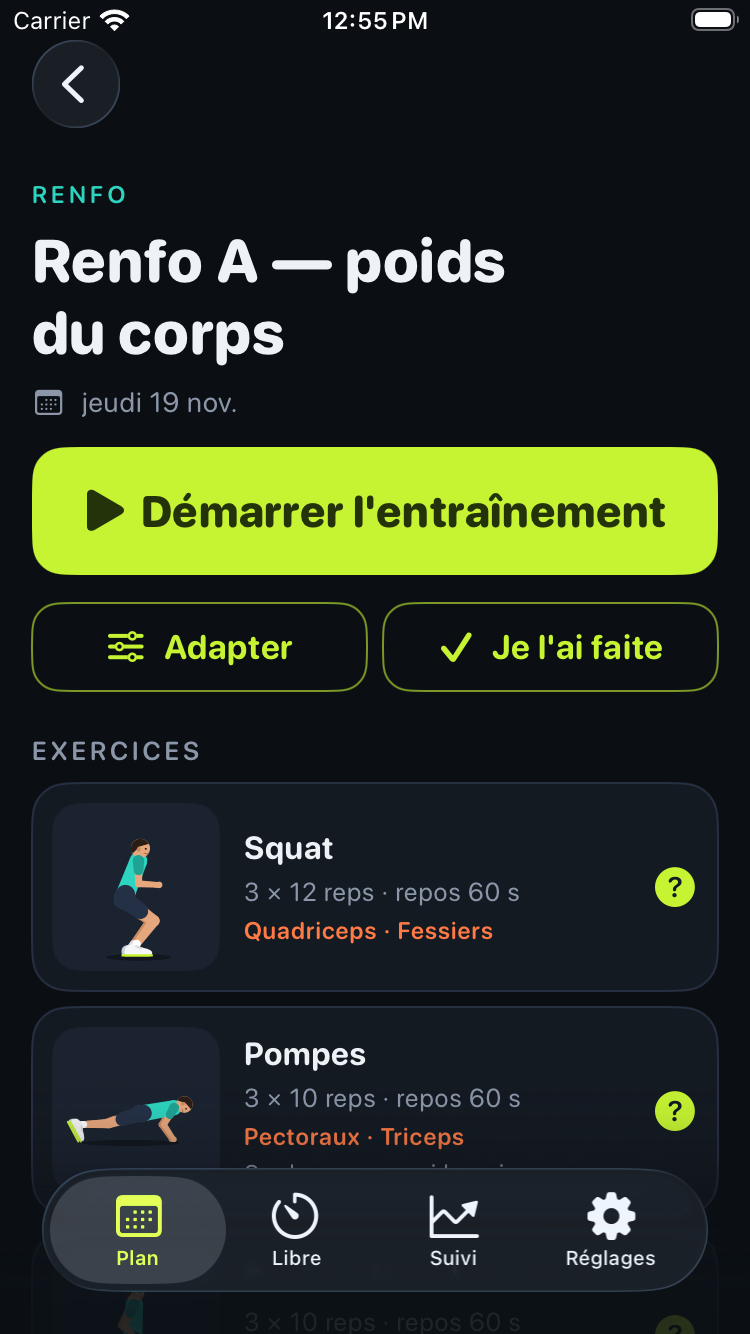 Carrier
12:55 PM
RENFO
Renfo A — poids
du corps
jeudi 19 nov.
Démarrer l'entraînement
Adapter
Je l'ai faite
EXERCICES
Squat
3 × 12 reps · repos 60 s
Quadriceps · Fessiers
?
Pompes
3 × 10 reps · repos 60 s
Pectoraux · Triceps
?
Plan
Libre
Suivi
Réglages
3 × 10 reps · repos 60 s
?